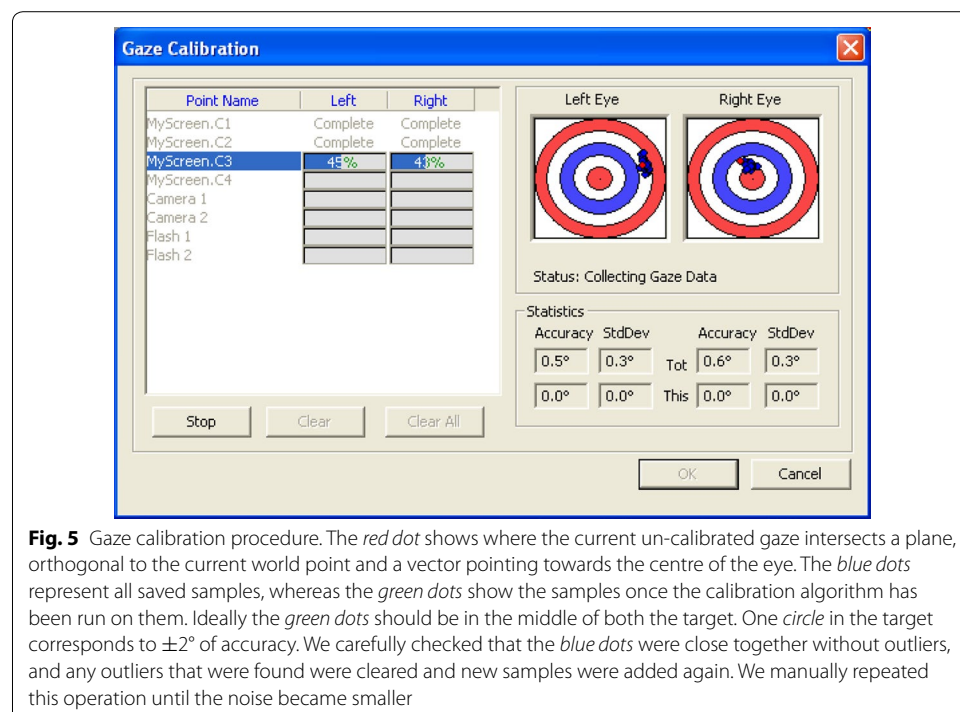 Gaze Calibration
Point Name Left Right
MyScreen.C1 Complete Complete
MyScreen.C2 Complete Complete
MyScreen.C3 45% 43%
MyScreen.C4
Camera 1
Camera 2
Flash 1
Flash 2
Stop Clear Clear All
Left Eye Right Eye
Status: Collecting Gaze Data
Statistics
Accuracy StdDev Accuracy StdDev
0.5° 0.3° Tot 0.6° 0.3°
0.0° 0.0° This 0.0° 0.0°
OK Cancel
Fig. 5 Gaze calibration procedure. The red dot shows where the current un-calibrated gaze intersects a plane,
orthogonal to the current world point and a vector pointing towards the centre of the eye. The blue dots
represent all saved samples, whereas the green dots show the samples once the calibration algorithm has
been run on them. Ideally the green dots should be in the middle of both the target. One circle in the target
corresponds to ±2° of accuracy. We carefully checked that the blue dots were close together without outliers,
and any outliers that were found were cleared and new samples were added again. We manually repeated
this operation until the noise became smaller